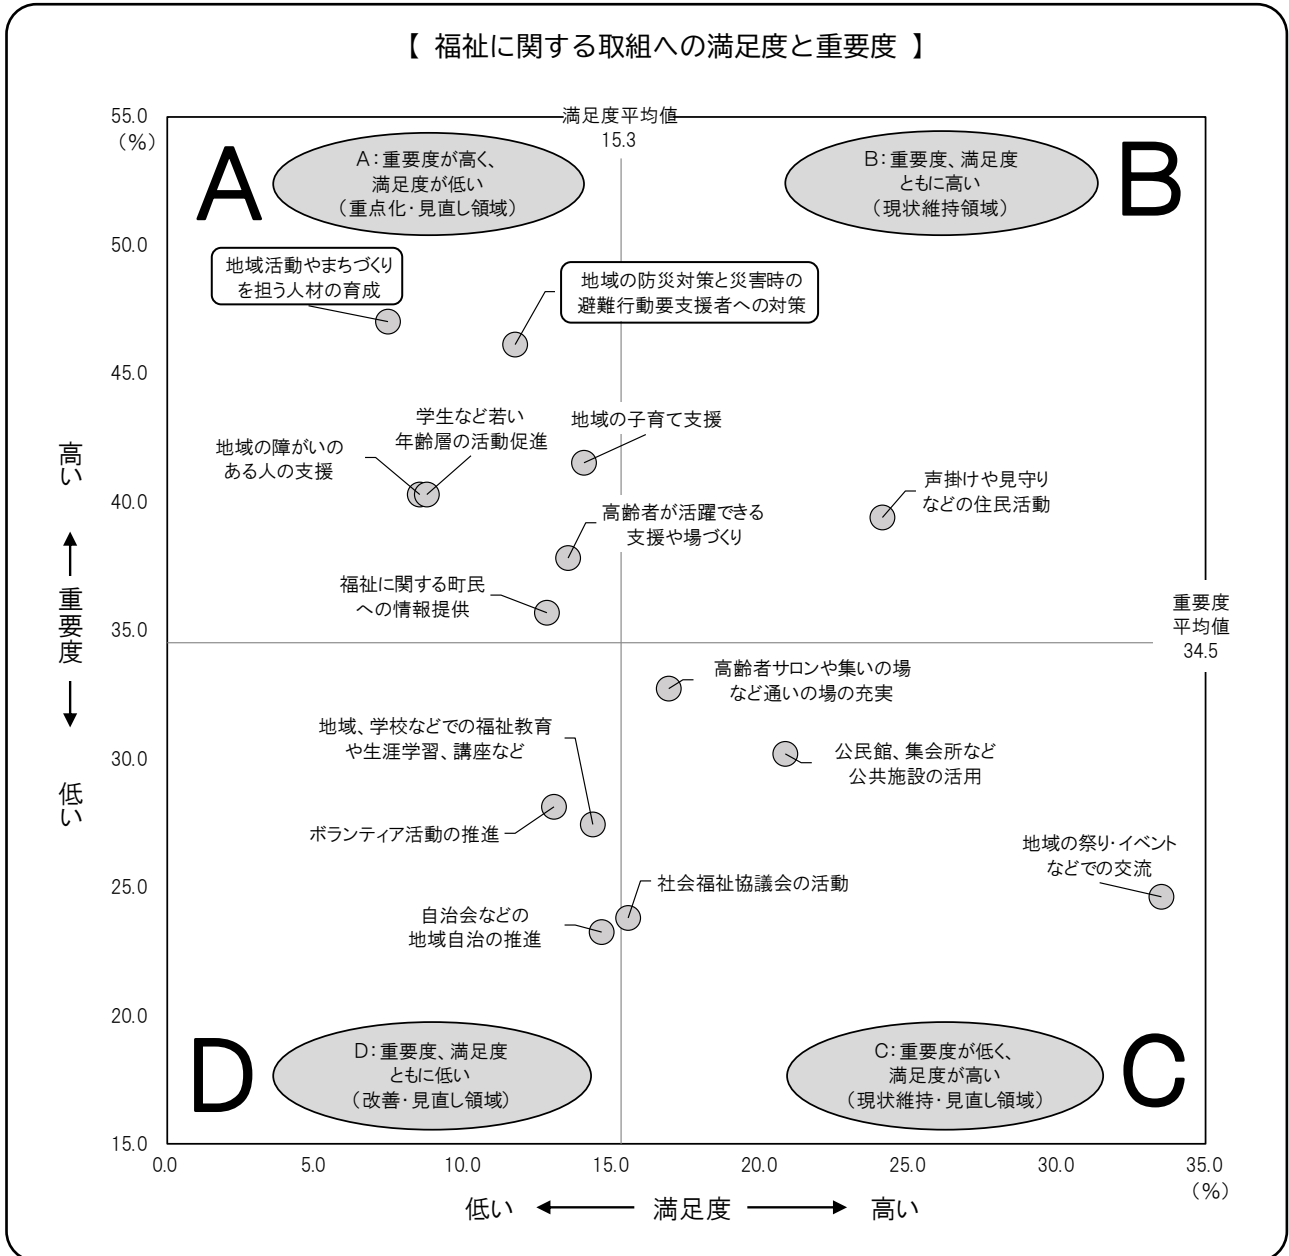 【 福祉に関する取組への満足度と重要度 】
55.0
(%)
満足度平均値
15.3
A
A：重要度が高く、
満足度が低い
（重点化・見直し領域）
B：重要度、満足度
ともに高い
（現状維持領域）
B
50.0
地域活動やまちづくり
を担う人材の育成
地域の防災対策と災害時の
避難行動要支援者への対策
45.0
学生など若い
年齢層の活動促進
地域の子育て支援
地域の障がいの
ある人の支援
声掛けや見守り
などの住民活動
40.0
高齢者が活躍できる
支援や場づくり
福祉に関する町民
への情報提供
35.0
重要度
平均値
34.5
高い
重要度
低い
高齢者サロンや集いの場
など通いの場の充実
地域、学校などでの福祉教育
や生涯学習、講座など
30.0
公民館、集会所など
公共施設の活用
ボランティア活動の推進
地域の祭り・イベント
などでの交流
25.0
社会福祉協議会の活動
自治会などの
地域自治の推進
20.0
D
D：重要度、満足度
ともに低い
（改善・見直し領域）
C：重要度が低く、
満足度が高い
（現状維持・見直し領域）
C
15.0
0.0 5.0 10.0 15.0 20.0 25.0 30.0 35.0
(%)
低い 満足度 高い